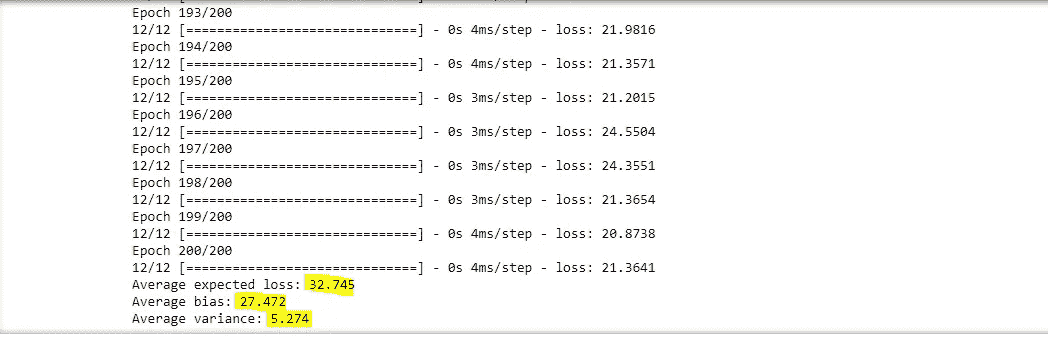 Epoch 193/200
12/12 [==============================] - 0s 4ms/step - loss: 21.9816
Epoch 194/200
12/12 [==============================] - 0s 4ms/step - loss: 21.3571
Epoch 195/200
12/12 [==============================] - 0s 3ms/step - loss: 21.2015
Epoch 196/200
12/12 [==============================] - 0s 3ms/step - loss: 24.5504
Epoch 197/200
12/12 [==============================] - 0s 3ms/step - loss: 24.3551
Epoch 198/200
12/12 [==============================] - 0s 3ms/step - loss: 21.3654
Epoch 199/200
12/12 [==============================] - 0s 4ms/step - loss: 20.8738
Epoch 200/200
12/12 [==============================] - 0s 4ms/step - loss: 21.3641
Average expected loss: 32.745
Average bias: 27.472
Average variance: 5.274